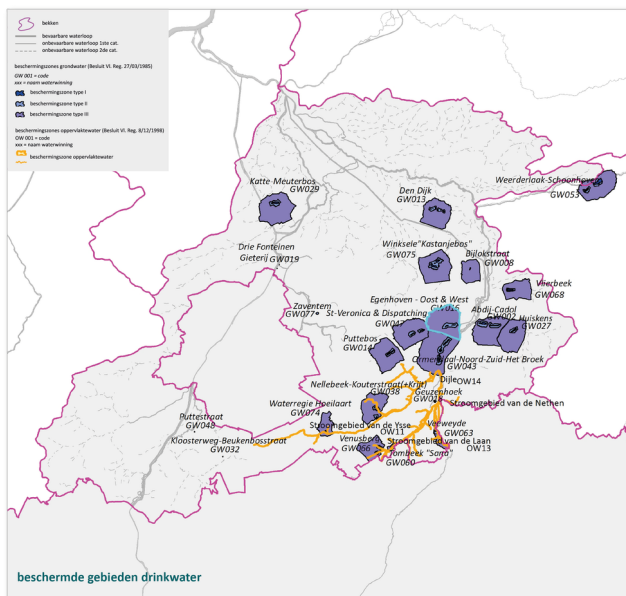 bekken
bevaarbare waterloop
onbevaarbare waterloop 1ste cat.
onbevaarbare waterloop 2de cat.
beschermingszones grondwater (Besluit Vl. Reg. 27/03/1985)
GW 001 = code
xxx = naam waterwinning
beschermingszone type I
beschermingszone type II
beschermingszone type III
beschermingszones oppervlaktewater (Besluit Vl. Reg. 8/12/1998)
OW 001 = code
xxx = naam waterwinning
beschermingszone oppervlaktewater
Katte-Meuterbos
GW029
Den Dijk
GW013
Weerderlaak-Schoonhoven
GW053
Drie Fonteinen
Gieterij GW019
Winksele"Kastanjebos"
GW075
Bijlokstraat
GW008
Vlierbeek
GW068
Zaventem
GW077
Egenhoven - Oost & West
St-Veronica & Dispatching
Abdij-Cadol
GW002
Huiskens
GW027
Puttebos
GW014
Ormendaal-Noord-Zuid-Het Broek
GW043
Dijle
OW14
Nellebeek-Kouterstraat(+Krijt)
GW038
Geuzenhoek
Stroomgebied van de Nethen
Waterregie Hoeilaart
GW074
Puttestraat
GW048
Kloosterweg-Beukenbosstraat
GW032
Stroomgebied van de Ysse
OW11
Veeweyde
GW063
Venusberg
GW066
Stroomgebied van de Laan
OW13
Tombeek "Sana"
GW060
beschermde gebieden drinkwater